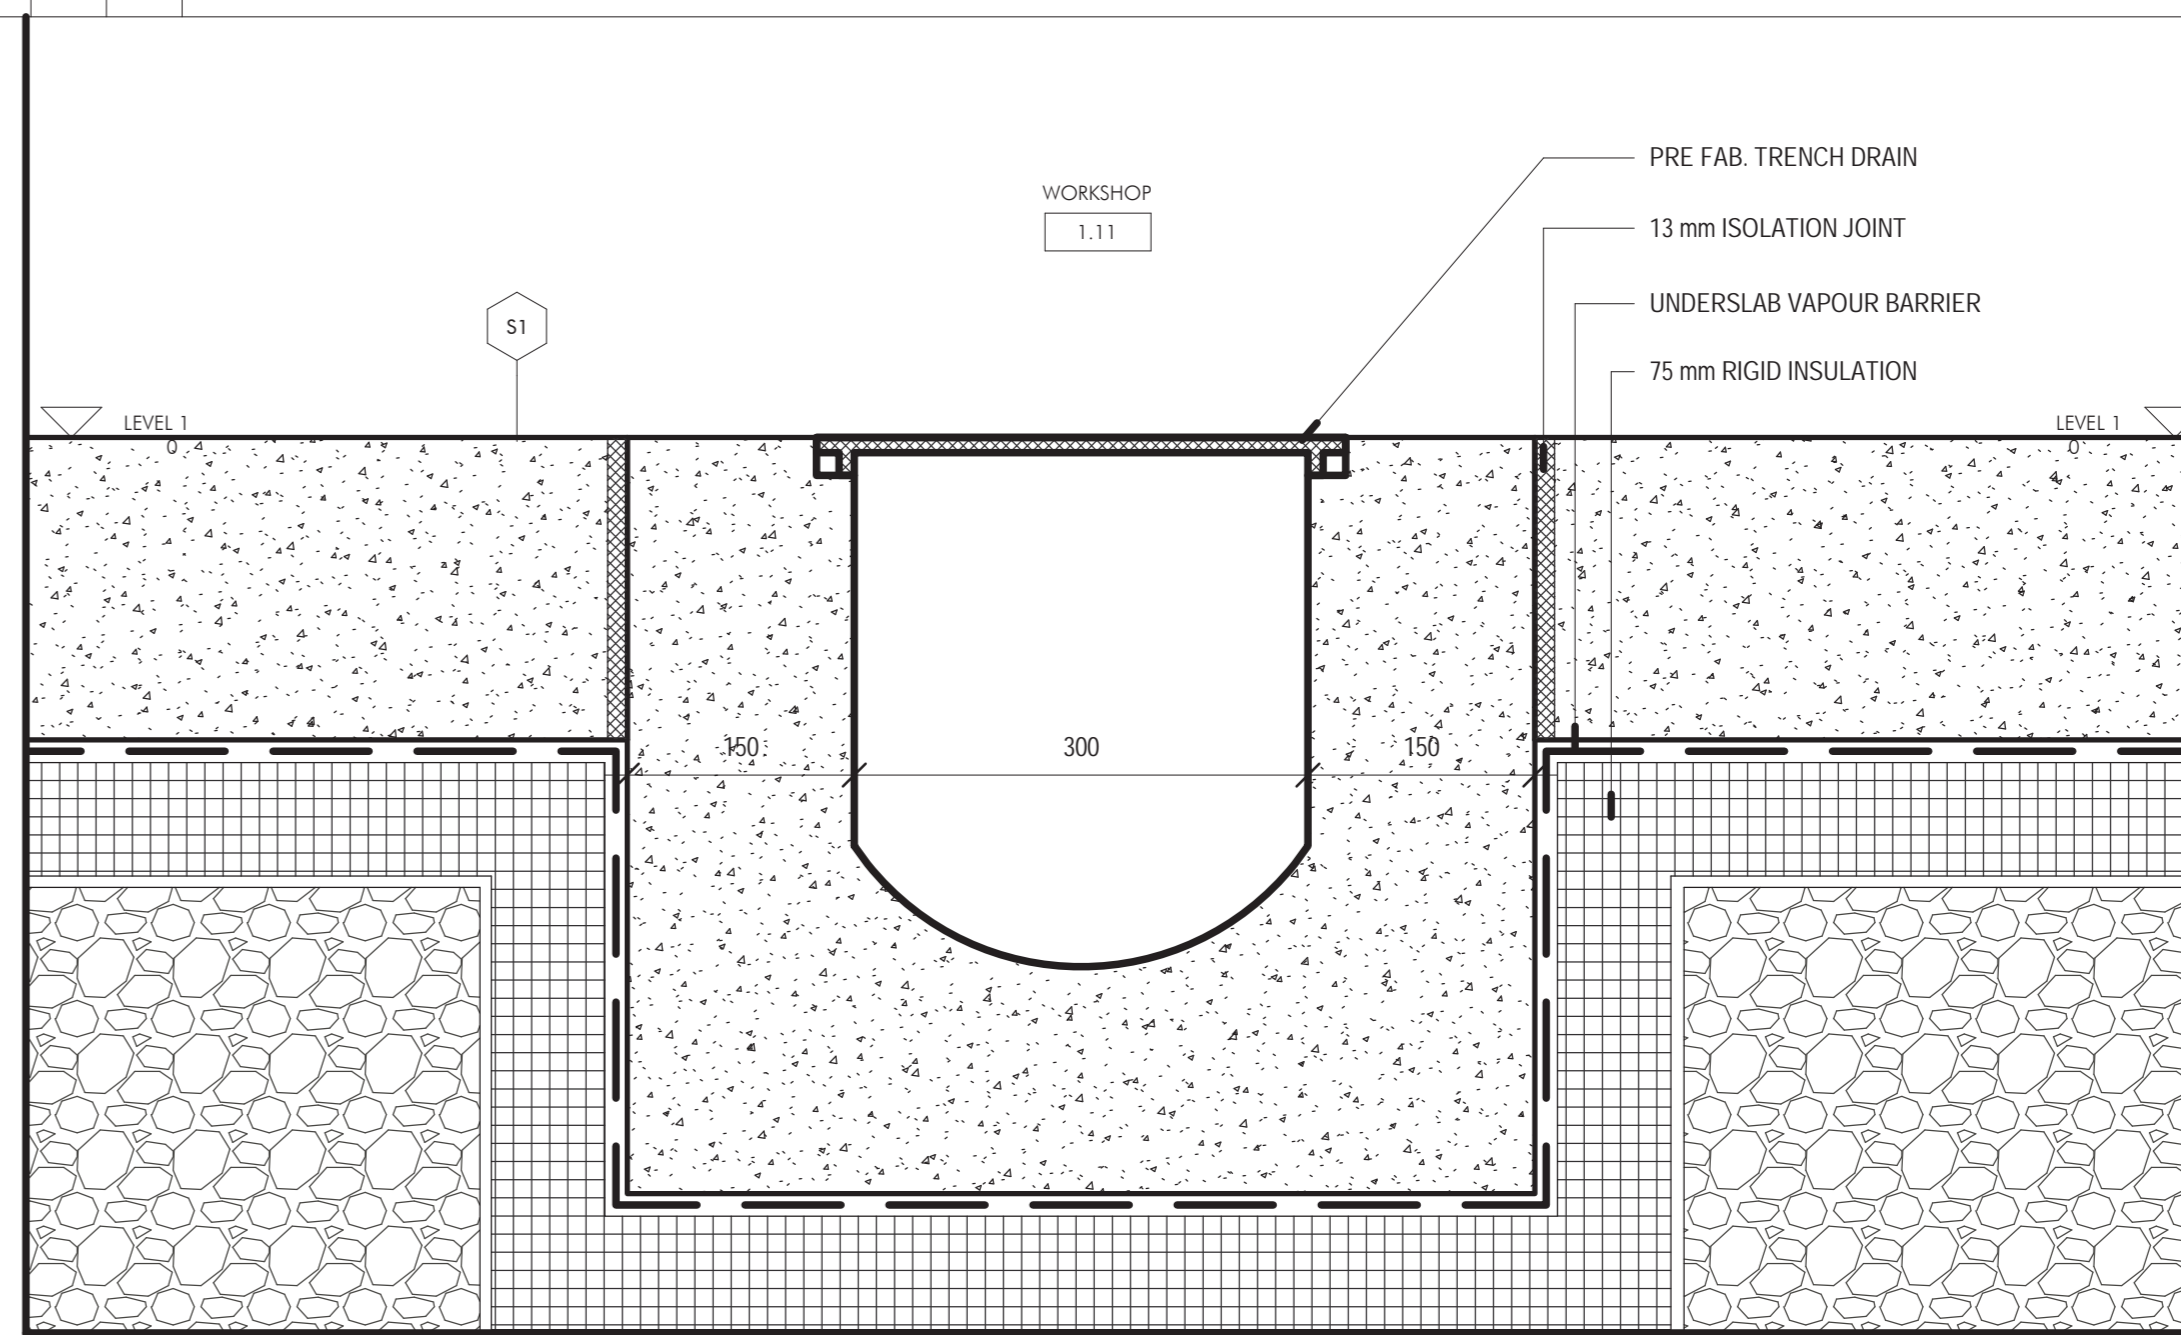 PRE FAB. TRENCH DRAIN
WORKSHOP
1.11
13 mm ISOLATION JOINT
UNDERSLAB VAPOUR BARRIER
S1
75 mm RIGID INSULATION
LEVEL 1
0
LEVEL 1
0
150
300
150